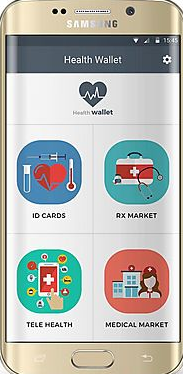 SAMSUNG
15:45
Health Wallet
Health wallet
ID CARDS
RX MARKET
TELE HEALTH
MEDICAL MARKET